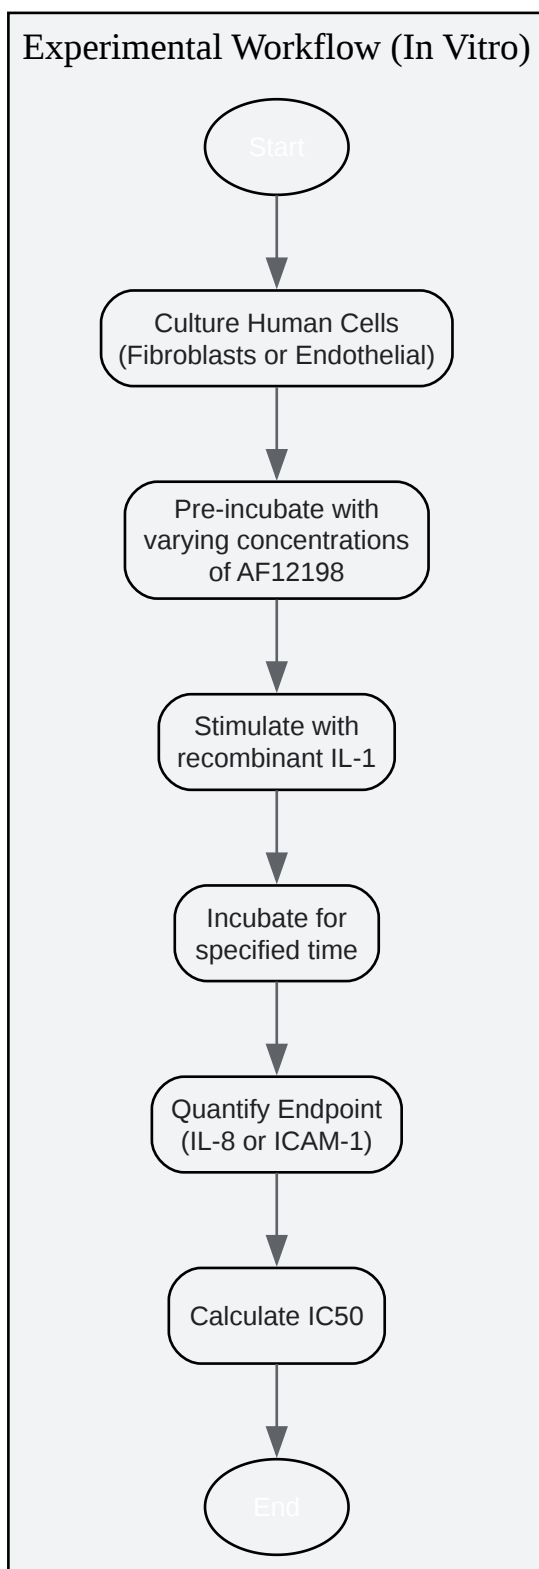 Experimental Workflow (In Vitro)
Start
Culture Human Cells
(Fibroblasts or Endothelial)
Pre-incubate with
varying concentrations
of AF12198
Stimulate with
recombinant IL-1
Incubate for
specified time
Quantify Endpoint
(IL-8 or ICAM-1)
Calculate IC50
End